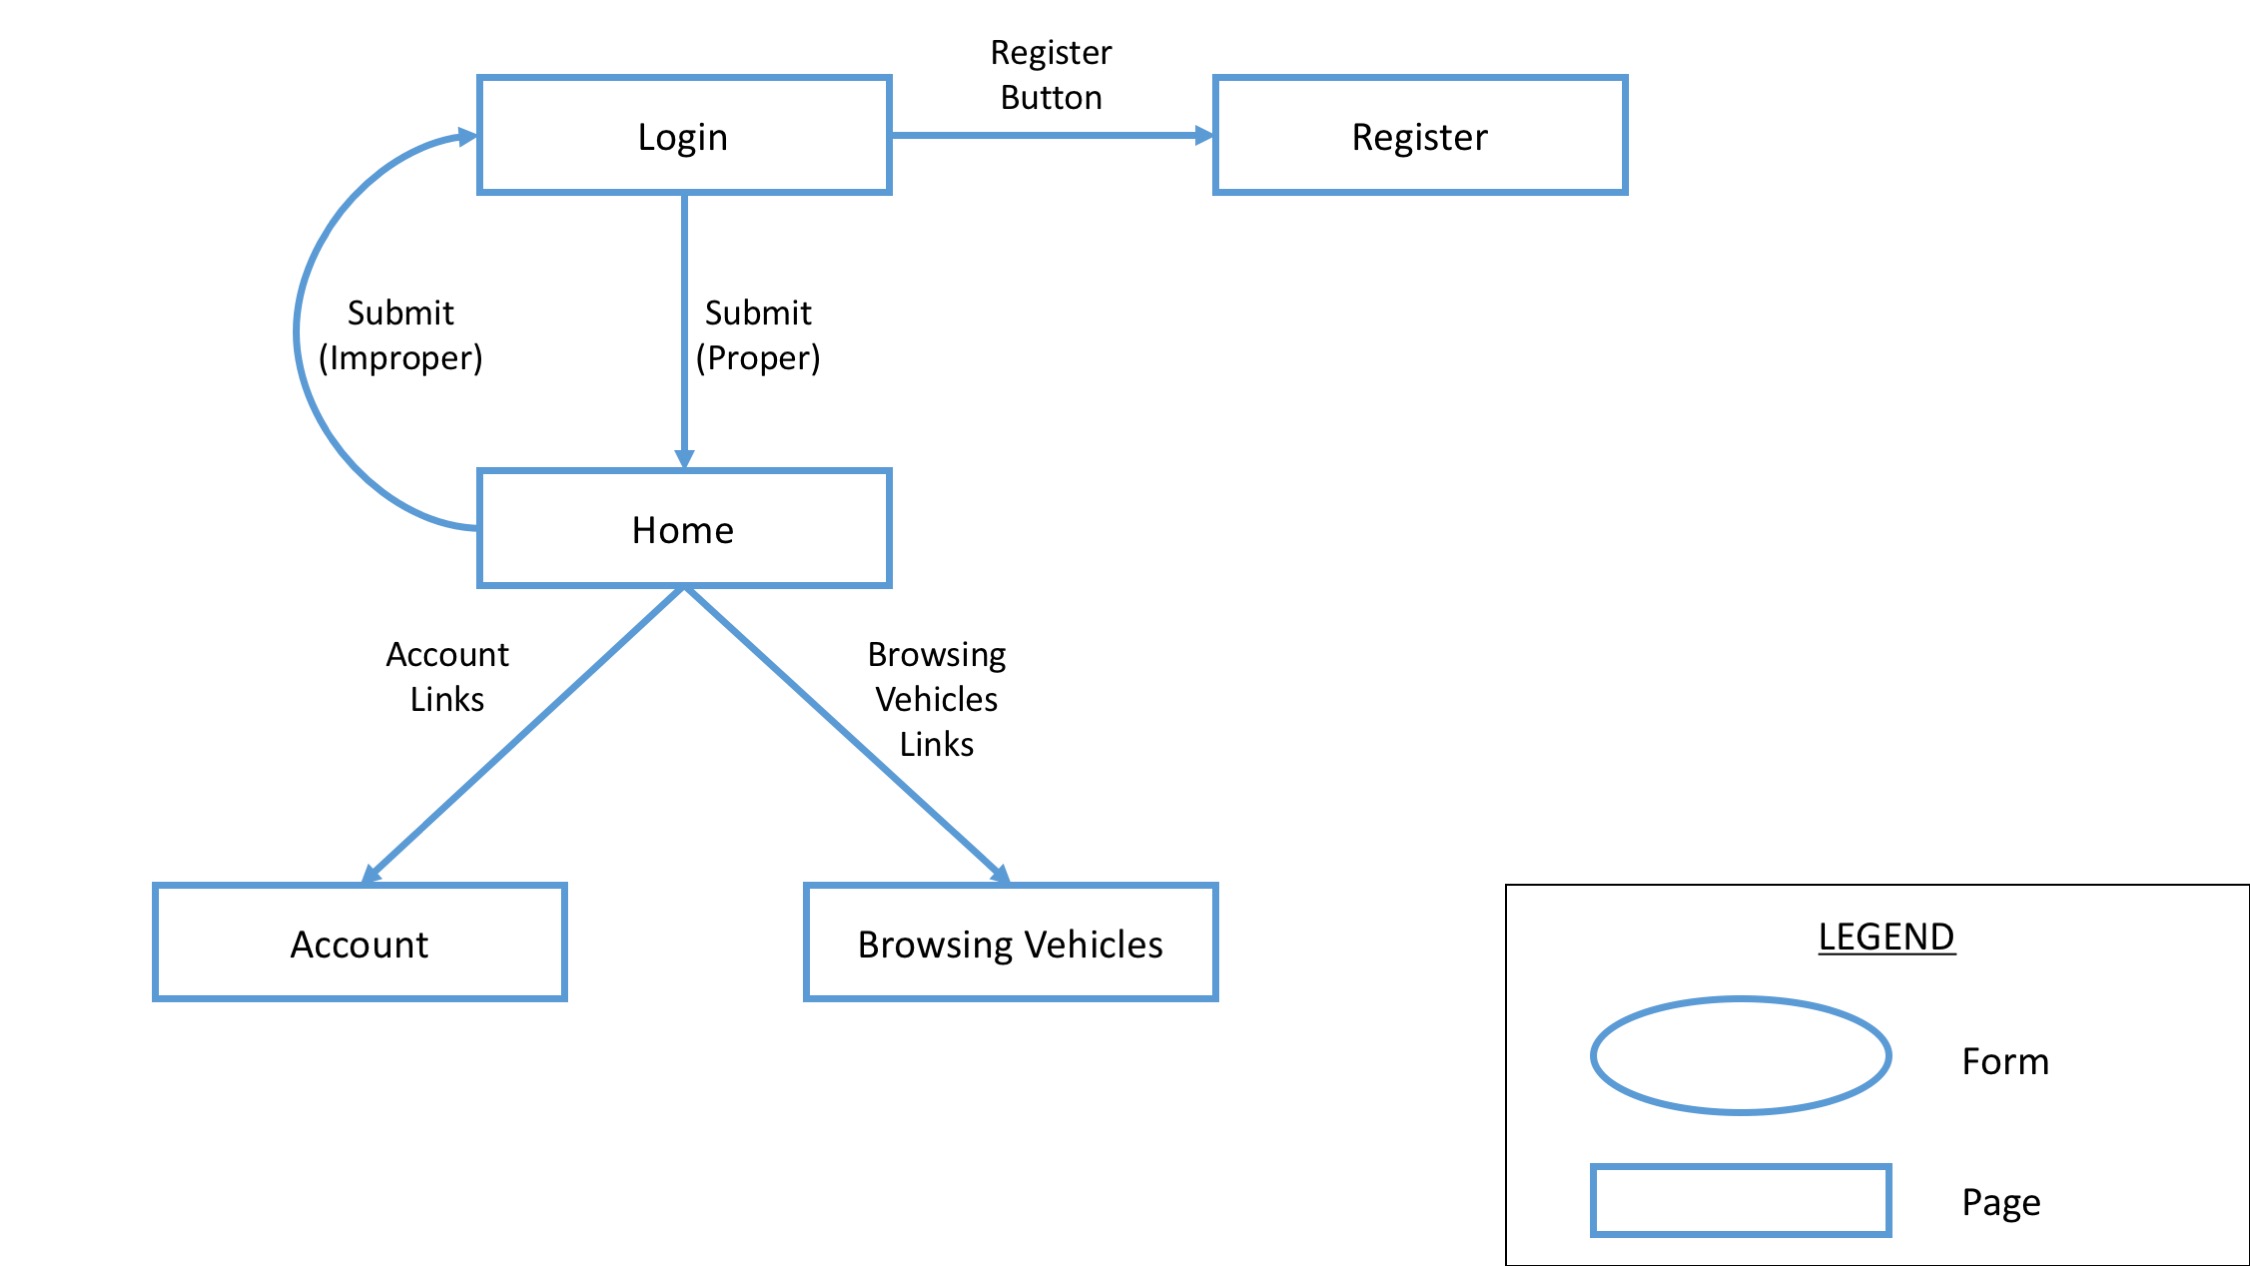 Register
Button
Login
Register
Submit
(Improper)
Submit
(Proper)
Home
Account
Links
Browsing
Vehicles
Links
Account
Browsing Vehicles
LEGEND
Form
Page